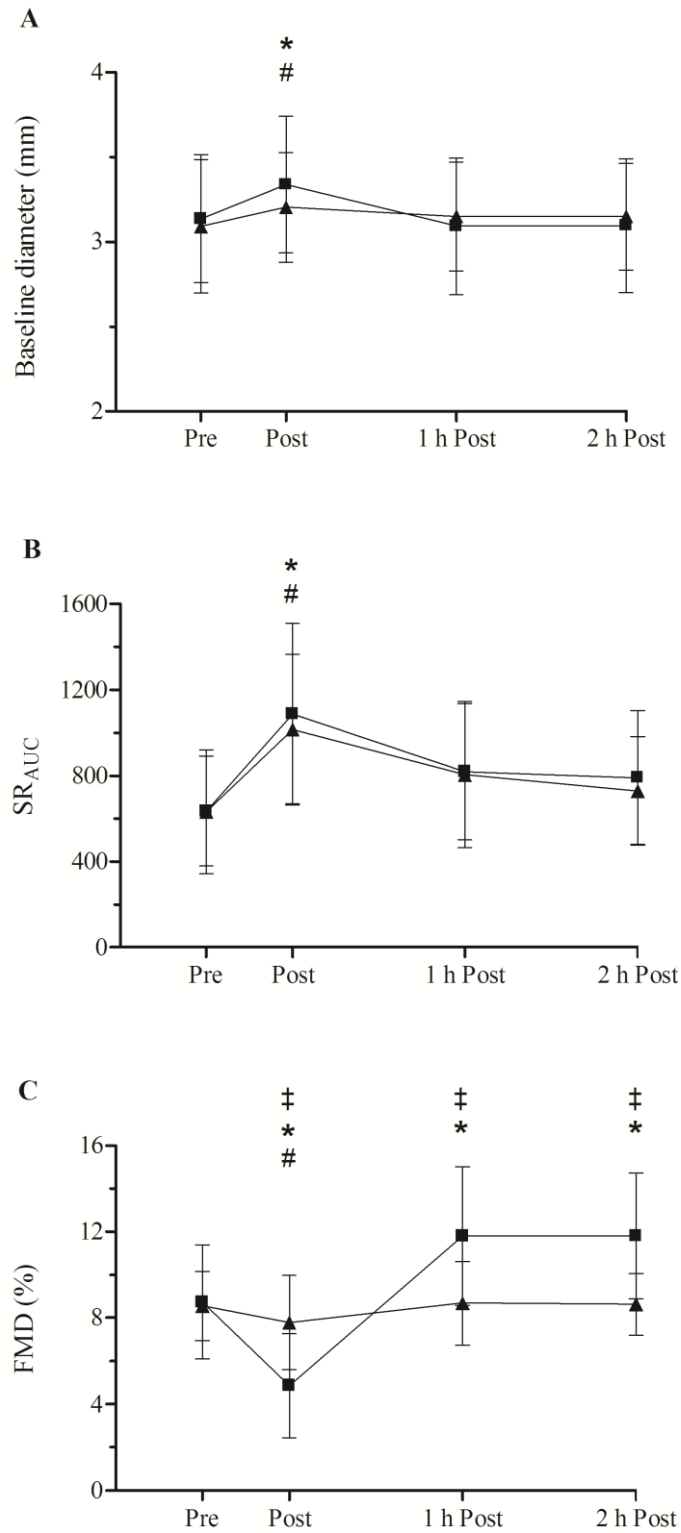 A
*
#
4
3
2
Baseline diameter (mm)
Pre Post 1 h Post 2 h Post
B
*
#
1600
1200
800
400
0
SR_AUC
Pre Post 1 h Post 2 h Post
C
‡ ‡ ‡
* * *
#
16
12
8
4
0
FMD (%)
Pre Post 1 h Post 2 h Post